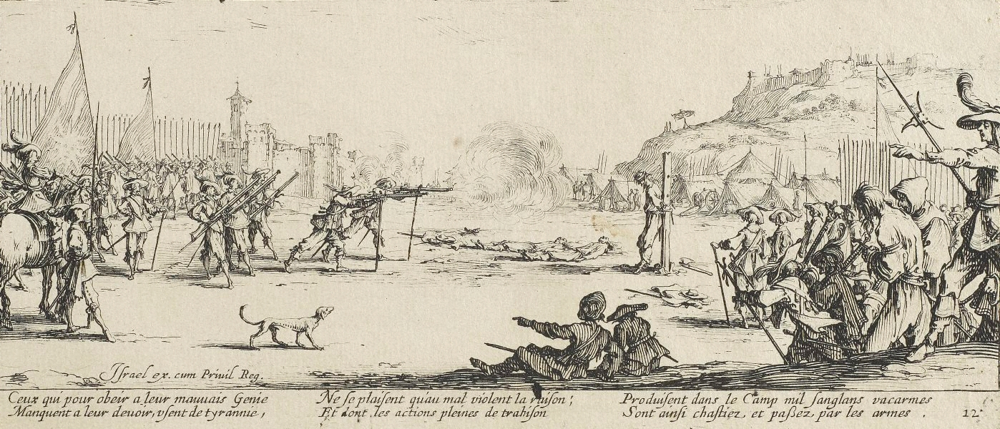 Israel ex. cum Priuil Reg.
Ceux qui pour obeir a leur mauuais Genie
Manquent a leur deuoir, vsent de tyrannie,
Ne se plaisent qu'au mal violent la raison;
Et dont les actions pleines de trahison
Produisent dans le Camp mil sanglans vacarmes
Sont ainsi chastiez et passez par les armes.
12